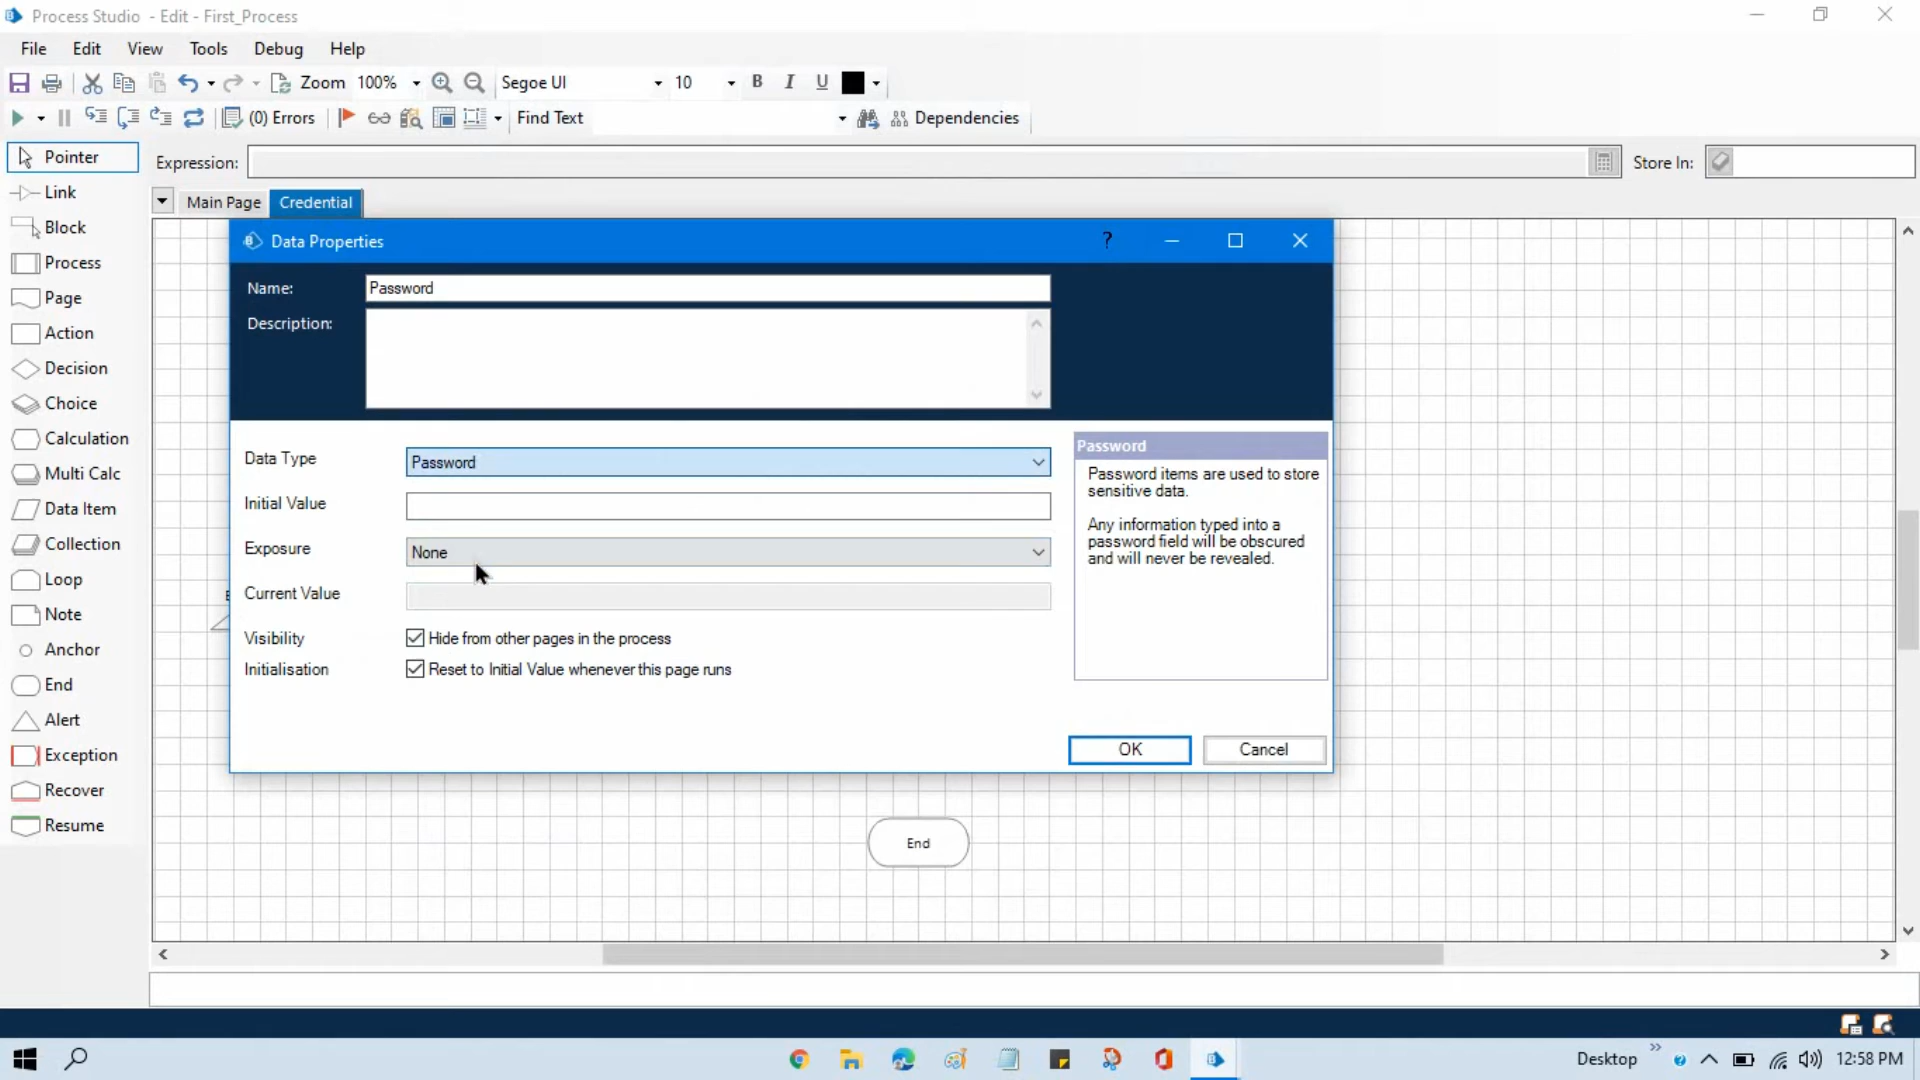 Process Studio - Edit - First_Process
File Edit View Tools Debug Help
Zoom 100% Segoe UI 10 B I U
(0) Errors Find Text Dependencies
Pointer
Expression:
Store In:
Link
Main Page
Credential
Block
Process
Page
Action
Decision
Choice
Calculation
Multi Calc
Data Item
Collection
Loop
Note
Anchor
End
Alert
Exception
Recover
Resume
Data Properties
?
Name:
Password
Description:
Data Type
Password
Initial Value
Exposure
None
Current Value
Visibility
Hide from other pages in the process
Initialisation
Reset to Initial Value whenever this page runs
Password
Password items are used to store
sensitive data.
Any information typed into a
password field will be obscured
and will never be revealed.
OK
Cancel
End
Desktop
12:58 PM